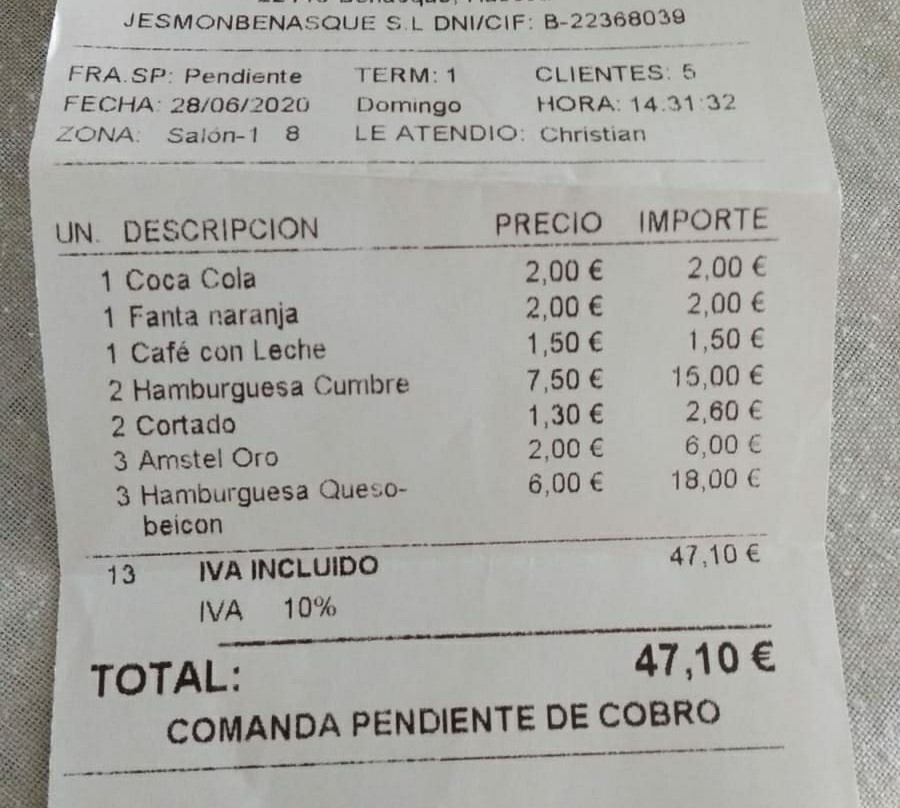 JESMONBENASQUE S.L DNI/CIF: B-22368039
FRA.SP: Pendiente TERM: 1 CLIENTES: 5
FECHA: 28/06/2020 Domingo HORA: 14:31:32
ZONA: Salón-1 8 LE ATENDIO: Christian
UN. DESCRIPCION PRECIO IMPORTE
1 Coca Cola 2,00 € 2,00 €
1 Fanta naranja 2,00 € 2,00 €
1 Café con Leche 1,50 € 1,50 €
2 Hamburguesa Cumbre 7,50 € 15,00 €
2 Cortado 1,30 € 2,60 €
3 Amstel Oro 2,00 € 6,00 €
3 Hamburguesa Queso- 6,00 € 18,00 €
beicon
13 IVA INCLUIDO 47,10 €
IVA 10%
TOTAL: 47,10 €
COMANDA PENDIENTE DE COBRO